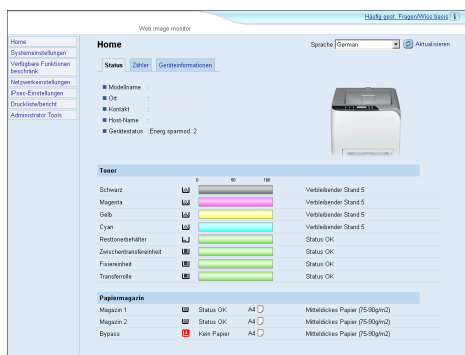 Häufig gest. Fragen/Wiss.basis
Web image monitor
Home
Systemeinstellungen
Verfügbare Funktionen
beschränk.
Netzwerkeinstellungen
IPsec-Einstellungen
Druckliste/bericht
Administrator Tools
Home
Sprache German Aktualisieren
Status Zähler Geräteinformationen
Modellname :
Ort :
Kontakt :
Host-Name :
Gerätestatus :Energ.sparmod. 2
Toner
0 50 100
Schwarz Verbleibender Stand 5
Magenta Verbleibender Stand 5
Gelb Verbleibender Stand 5
Cyan Verbleibender Stand 5
Resttonerbehälter Status OK
Zwischentransfereinheit Status OK
Fixiereinheit Status OK
Transferrolle Status OK
Papiermagazin
Magazin 1 Status OK A4 Mitteldickes Papier (75-90g/m2)
Magazin 2 Status OK A4 Mitteldickes Papier (75-90g/m2)
Bypass Kein Papier A4 Mitteldickes Papier (75-90g/m2)